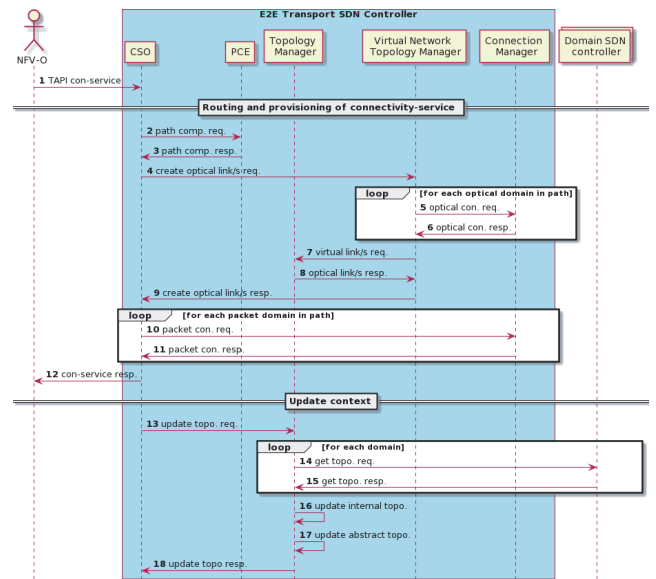 E2E Transport SDN Controller
NFV-O
CSO
PCE
Topology
Manager
Virtual Network
Topology Manager
Connection
Manager
Domain SDN
controller
1 TAPI con-service
Routing and provisioning of connectivity-service
2 path comp. req.
3 path comp. resp.
4 create optical link/s req.
loop [for each optical domain in path]
5 optical con. req.
6 optical con. resp.
7 virtual link/s req.
8 optical link/s resp.
9 create optical link/s resp.
loop [for each packet domain in path]
10 packet con. req.
11 packet con. resp.
12 con-service resp.
Update context
13 update topo. req.
loop [for each domain]
14 get topo. req.
15 get topo. resp.
16 update internal topo.
17 update abstract topo.
18 update topo resp.